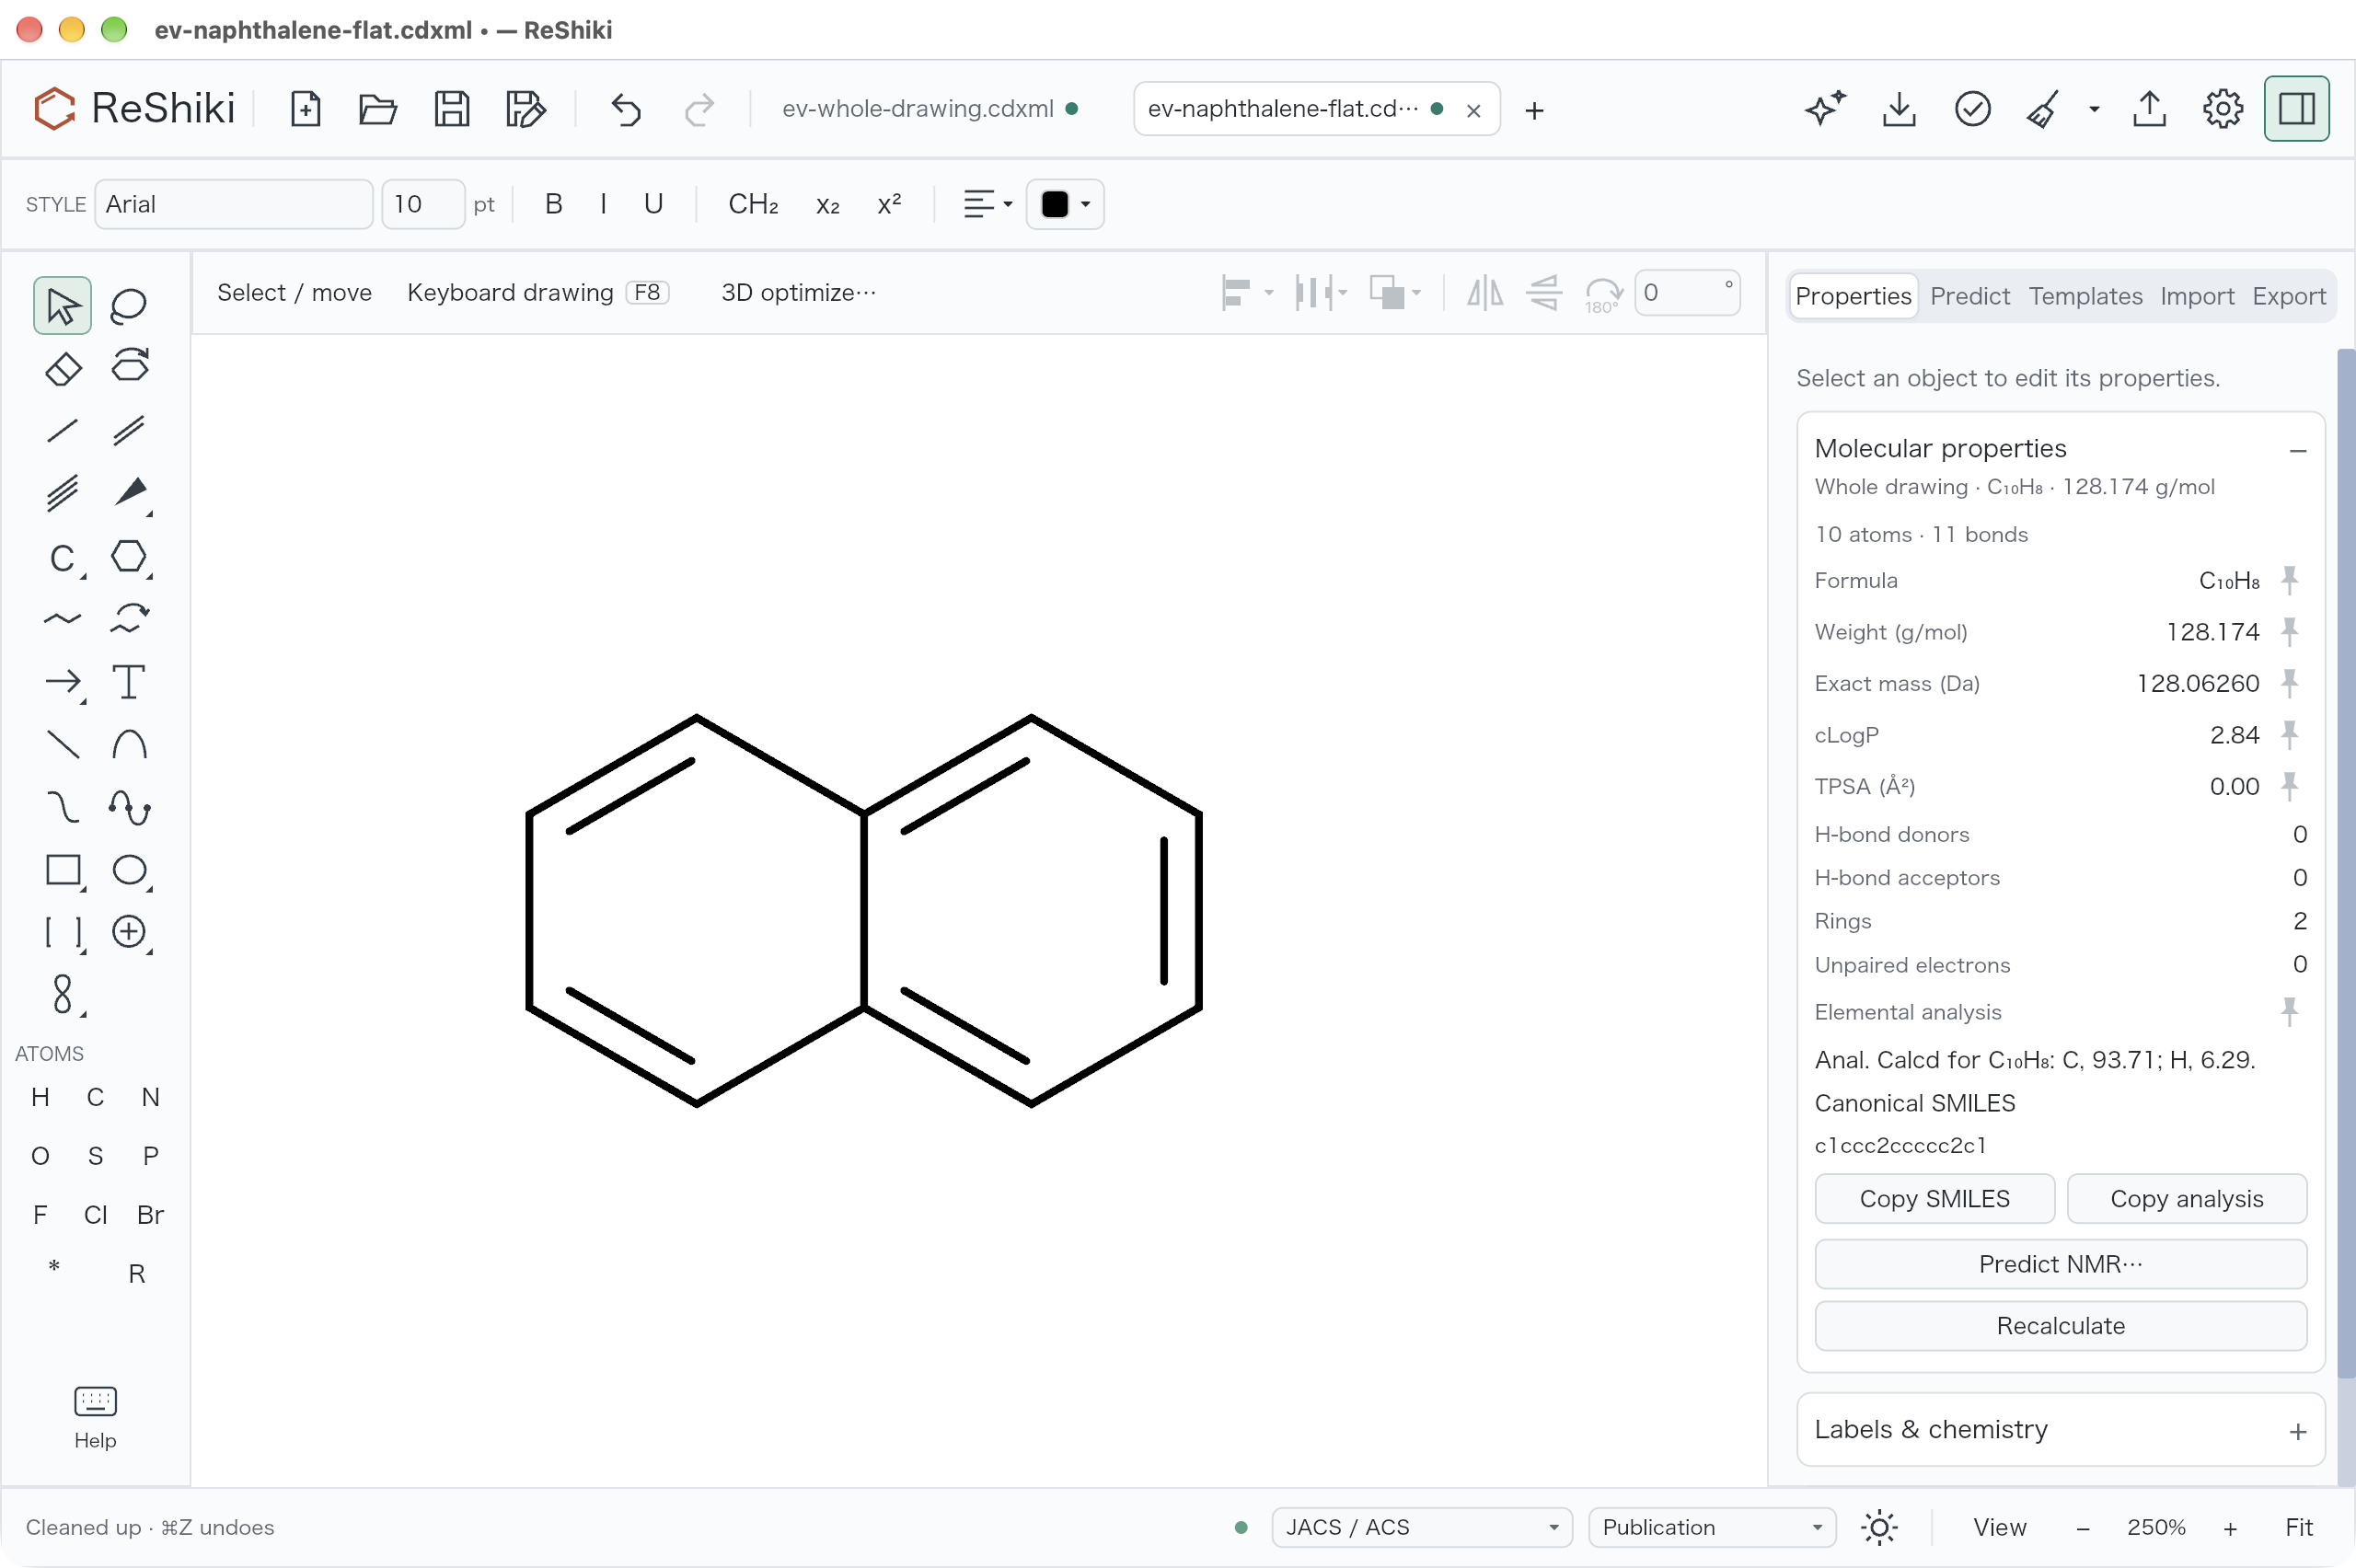 ev-naphthalene-flat.cdxml • — ReShiki
ReShiki
ev-whole-drawing.cdxml
ev-naphthalene-flat.cd···
STYLE Arial 10 pt B I U CH₂ x₂ x²
Select / move Keyboard drawing F8 3D optimize··· 180° 0 °
Properties Predict Templates Import Export
Select an object to edit its properties.
Molecular properties −
Whole drawing · C₁₀H₈ · 128.174 g/mol
10 atoms · 11 bonds
Formula C₁₀H₈
Weight (g/mol) 128.174
Exact mass (Da) 128.06260
cLogP 2.84
TPSA (Å²) 0.00
H-bond donors 0
H-bond acceptors 0
Rings 2
Unpaired electrons 0
Elemental analysis
Anal. Calcd for C₁₀H₈: C, 93.71; H, 6.29.
Canonical SMILES
c1ccc2ccccc2c1
Copy SMILES Copy analysis
Predict NMR···
Recalculate
Labels & chemistry +
C
T
[ ]
ATOMS
H C N
O S P
F Cl Br
* R
Help
Cleaned up · ⌘Z undoes
JACS / ACS Publication View − 250% + Fit